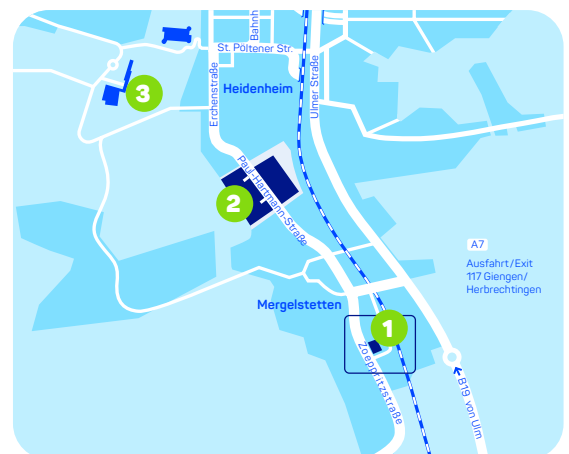 Bahnh
St. Pöltener Str.
Erchenstraße
Heidenheim
Ulmer Straße
3
Paul-Hartmann-Straße
2
A7
Ausfahrt/Exit
117 Giengen/
Herbrechtingen
Mergelstetten
1
Zoeppritzstraße
B19 von Ulm